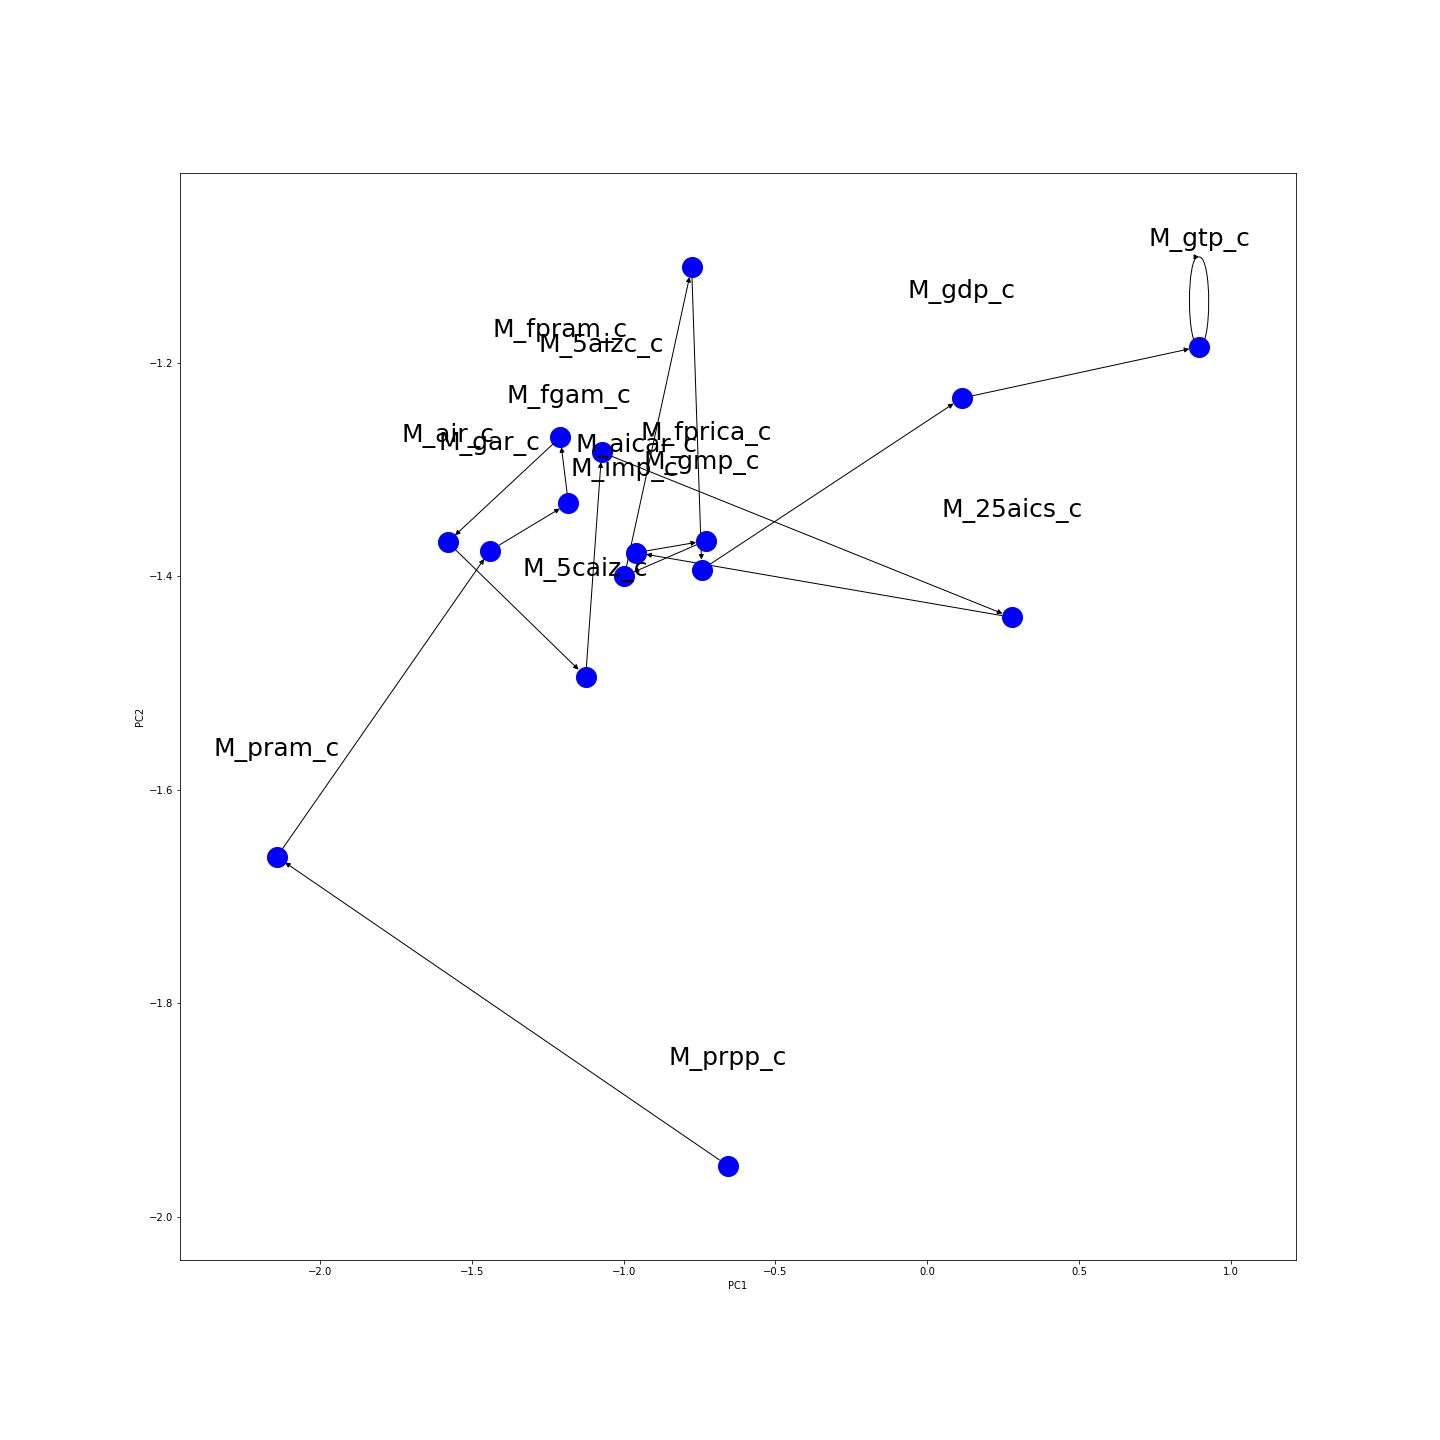 M_gtp_c
M_gdp_c
M_fpram_c
M_5aizc_c
M_fgam_c
M_air_c
M_gar_c
M_aicar_c
M_fprica_c
M_imp_c
M_gmp_c
M_25aics_c
M_5caiz_c
M_pram_c
M_prpp_c
−1.2
−1.4
−1.6
−1.8
−2.0
PC2
−2.0 −1.5 −1.0 −0.5 0.0 0.5 1.0
PC1